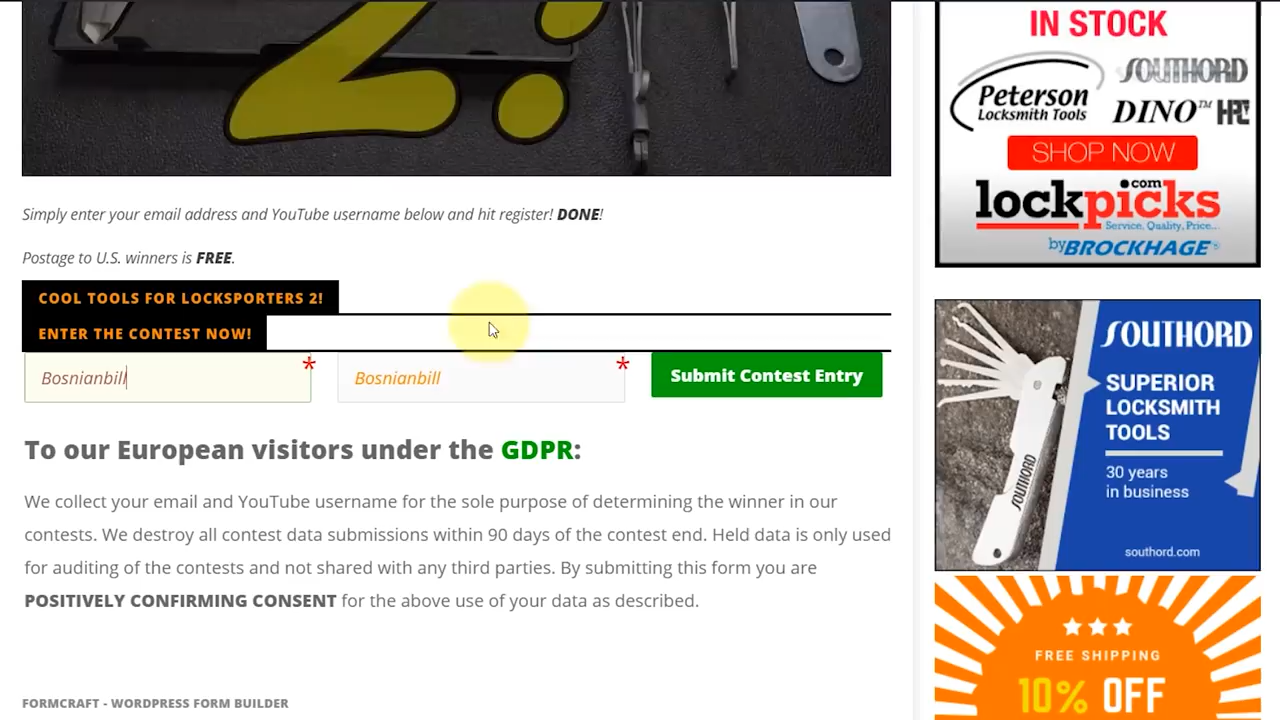 2:
Simply enter your email address and YouTube username below and hit register! DONE!
Postage to U.S. winners is FREE.
COOL TOOLS FOR LOCKSPORTERS 2!
ENTER THE CONTEST NOW!
Bosnianbill *
Bosnianbill *
Submit Contest Entry
To our European visitors under the GDPR:
We collect your email and YouTube username for the sole purpose of determining the winner in our
contests. We destroy all contest data submissions within 90 days of the contest end. Held data is only used
for auditing of the contests and not shared with any third parties. By submitting this form you are
POSITIVELY CONFIRMING CONSENT for the above use of your data as described.
FORMCRAFT - WORDPRESS FORM BUILDER
IN STOCK
Peterson
Locksmith Tools
SOUTHORD
DINO™ HPC
SHOP NOW
lockpicks.com
Service, Quality, Price...
by BROCKHAGE®
SOUTHORD
SUPERIOR
LOCKSMITH
TOOLS
30 years
in business
SOUTHORD
southord.com
FREE SHIPPING
10% OFF